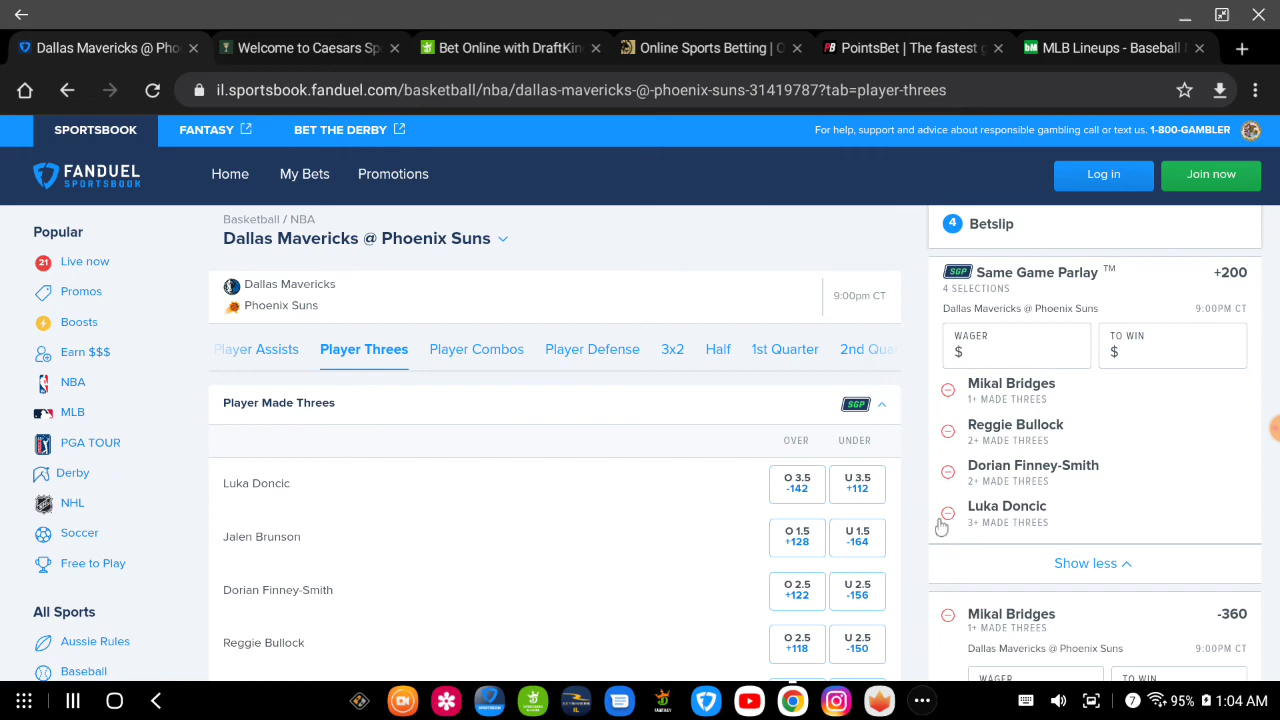 Dallas Mavericks @ Pho
Welcome to Caesars Sp
Bet Online with DraftKin
Online Sports Betting | O
PointsBet | The fastest g
MLB Lineups - Baseball
il.sportsbook.fanduel.com/basketball/nba/dallas-mavericks-@-phoenix-suns-31419787?tab=player-threes
SPORTSBOOK
FANTASY
BET THE DERBY
For help, support and advice about responsible gambling call or text us. 1-800-GAMBLER
FANDUEL
SPORTSBOOK
Home
My Bets
Promotions
Log in
Join now
Popular
21 Live now
Promos
Boosts
Earn $$$
NBA
MLB
PGA TOUR
Derby
NHL
Soccer
Free to Play
All Sports
Aussie Rules
Baseball
Basketball / NBA
Dallas Mavericks @ Phoenix Suns
Dallas Mavericks
Phoenix Suns
9:00pm CT
Player Assists
Player Threes
Player Combos
Player Defense
3x2
Half
1st Quarter
2nd Qua
Player Made Threes
SGP
OVER
UNDER
Luka Doncic
O 3.5
-142
U 3.5
+112
Jalen Brunson
O 1.5
+128
U 1.5
-164
Dorian Finney-Smith
O 2.5
+122
U 2.5
-156
Reggie Bullock
O 2.5
+118
U 2.5
-150
4 Betslip
SGP Same Game Parlay ™ +200
4 SELECTIONS
Dallas Mavericks @ Phoenix Suns 9:00PM CT
WAGER
$
TO WIN
$
Mikal Bridges
1+ MADE THREES
Reggie Bullock
2+ MADE THREES
Dorian Finney-Smith
2+ MADE THREES
Luka Doncic
3+ MADE THREES
Show less
Mikal Bridges -360
1+ MADE THREES
Dallas Mavericks @ Phoenix Suns 9:00PM CT
7
95%
1:04 AM